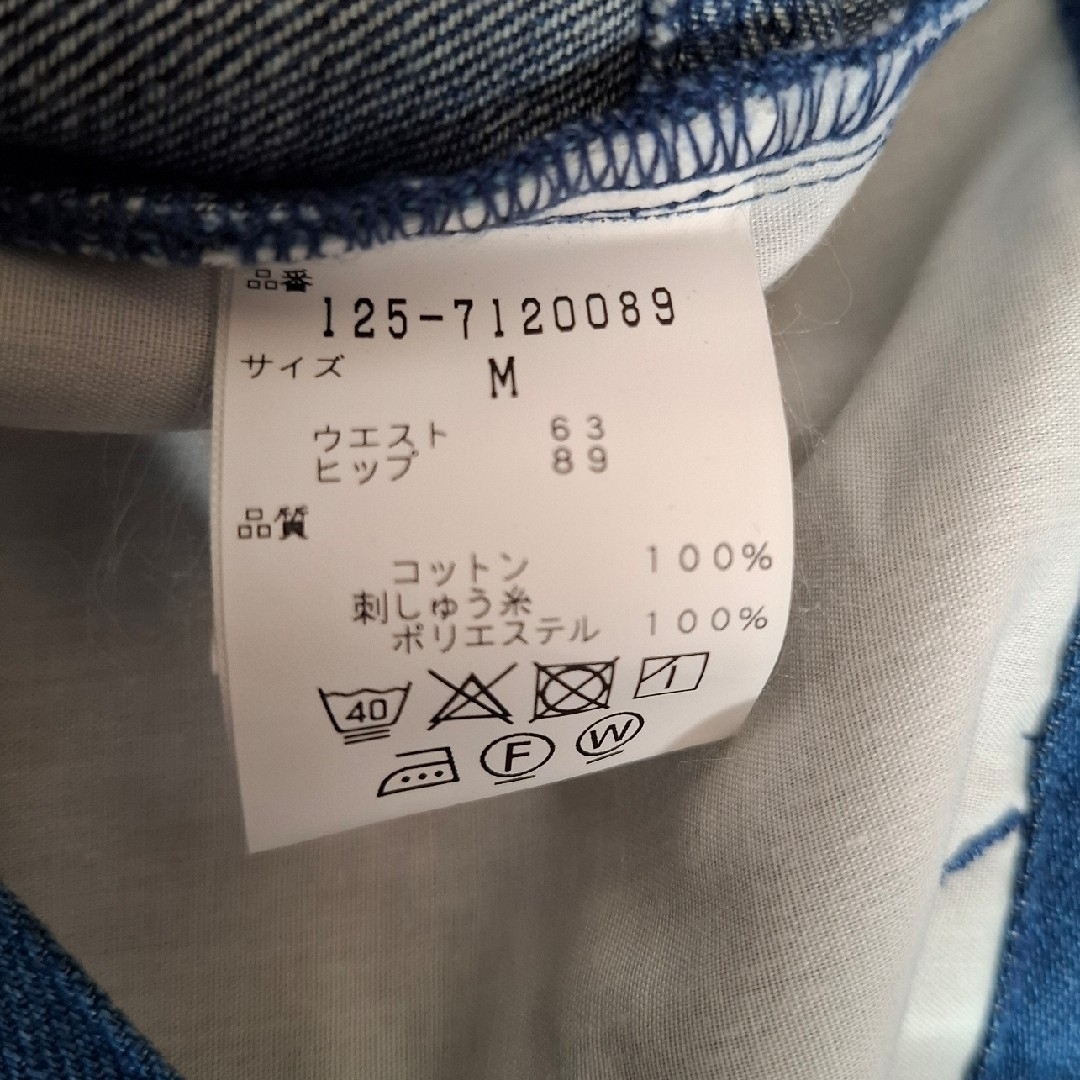 品番
125-7120089
サイズ
M
ウエスト 63
ヒップ 89
品質
コットン 100%
刺しゅう糸
ポリエステル 100%
40
F W